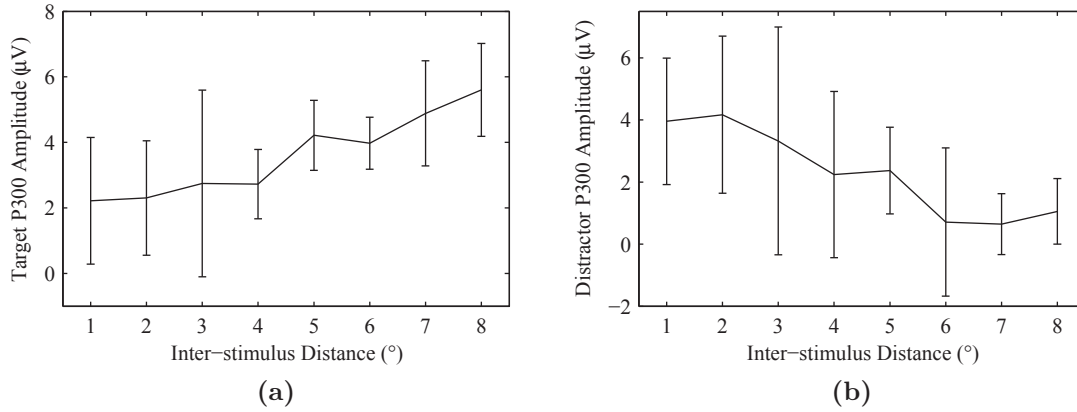 8
6
4
2
0
Target P300 Amplitude (µV)
1 2 3 4 5 6 7 8
Inter−stimulus Distance (°)
(a)
6
4
2
0
−2
Distractor P300 Amplitude (µV)
1 2 3 4 5 6 7 8
Inter−stimulus Distance (°)
(b)